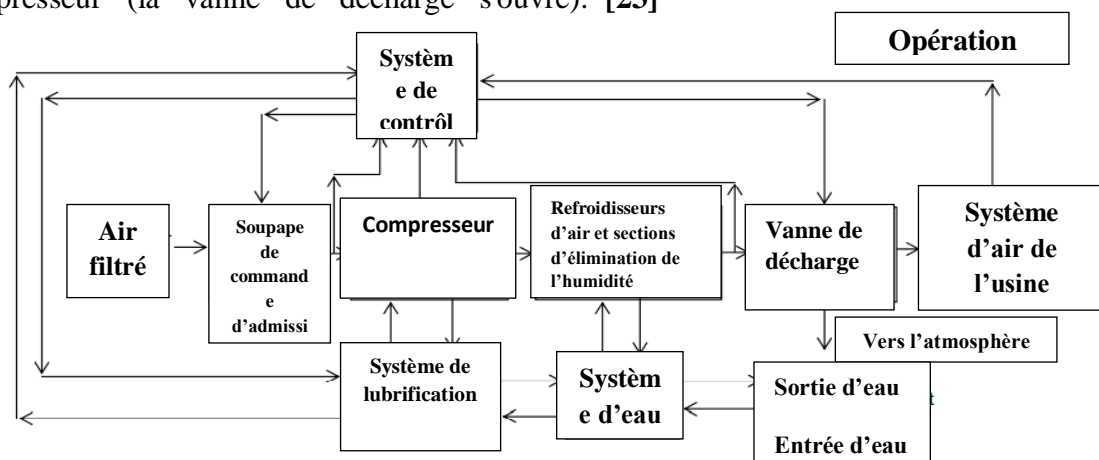 presseur (la vanne de décharge s'ouvre). [23]
Opération
Systèm
e de
contrôl
Air
filtré
Soupape
de
command
e
d'admissi
Compresseur
Refroidisseurs
d'air et sections
d'élimination de
l'humidité
Vanne de
décharge
Système
d'air de
l'usine
Vers l'atmosphère
Système de
lubrification
Systèm
e d'eau
Sortie d'eau
Entrée d'eau